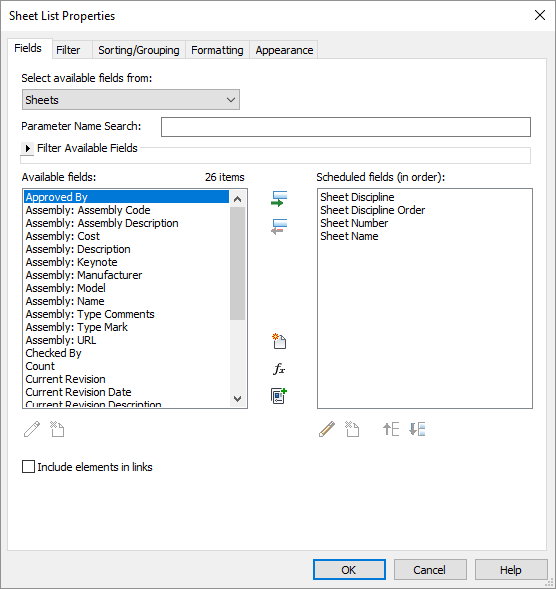 Sheet List Properties
Fields Filter Sorting/Grouping Formatting Appearance
Select available fields from:
Sheets
Parameter Name Search:
Filter Available Fields
Available fields: 26 items
Approved By
Assembly: Assembly Code
Assembly: Assembly Description
Assembly: Cost
Assembly: Description
Assembly: Keynote
Assembly: Manufacturer
Assembly: Model
Assembly: Name
Assembly: Type Comments
Assembly: Type Mark
Assembly: URL
Checked By
Count
Current Revision
Current Revision Date
Current Revision Description
fx
Scheduled fields (in order):
Sheet Discipline
Sheet Discipline Order
Sheet Number
Sheet Name
Include elements in links
OK Cancel Help